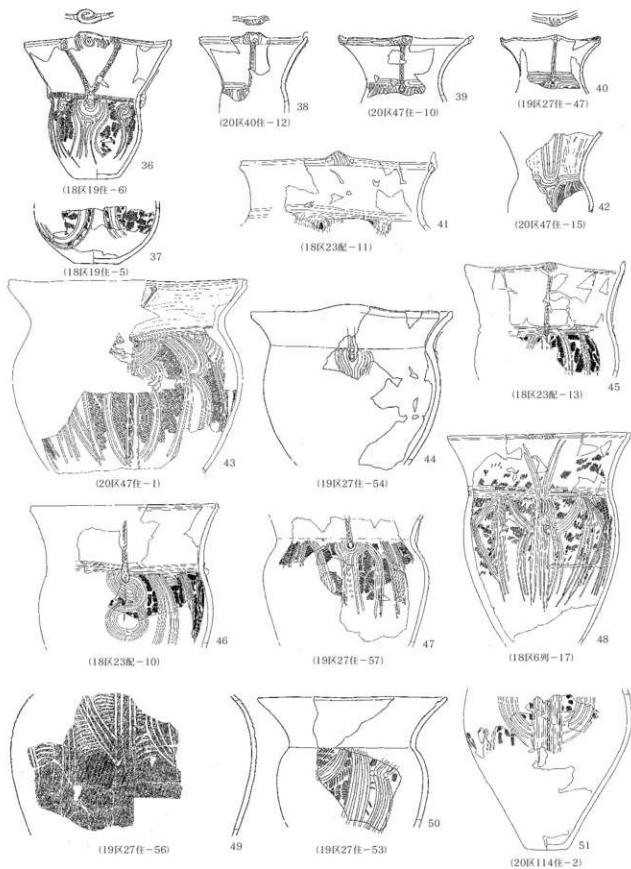 36
(18区19住-6)
38
(20区40住-12)
39
(20区47住-10)
40
(19区27住-47)
37
(18区19住-5)
41
(18区23配-11)
42
(20区47住-15)
43
(20区47住-1)
44
(19区27住-54)
45
(18区23配-13)
46
(18区23配-10)
47
(19区27住-57)
48
(18区6列-17)
49
(19区27住-56)
50
(19区27住-53)
51
(20区114住-2)